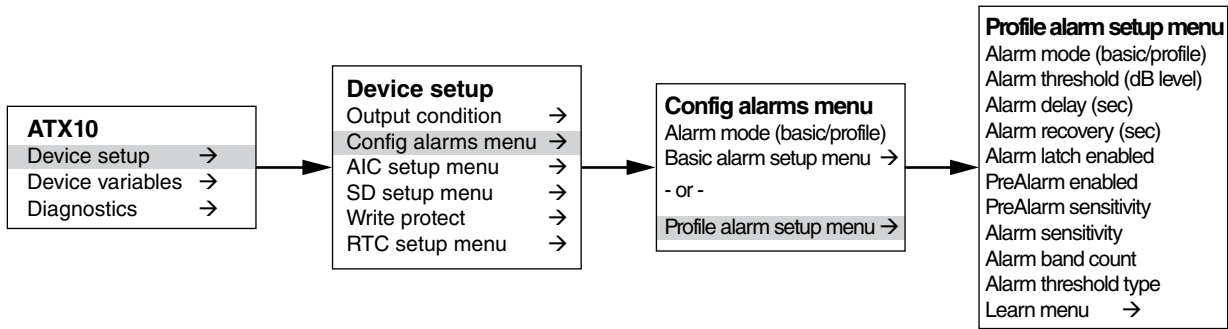 ATX10
Device setup →
Device variables →
Diagnostics →
Device setup
Output condition →
Config alarms menu →
AIC setup menu →
SD setup menu →
Write protect →
RTC setup menu →
Config alarms menu
Alarm mode (basic/profile)
Basic alarm setup menu →
- or -
Profile alarm setup menu →
Profile alarm setup menu
Alarm mode (basic/profile)
Alarm threshold (dB level)
Alarm delay (sec)
Alarm recovery (sec)
Alarm latch enabled
PreAlarm enabled
PreAlarm sensitivity
Alarm sensitivity
Alarm band count
Alarm threshold type
Learn menu →